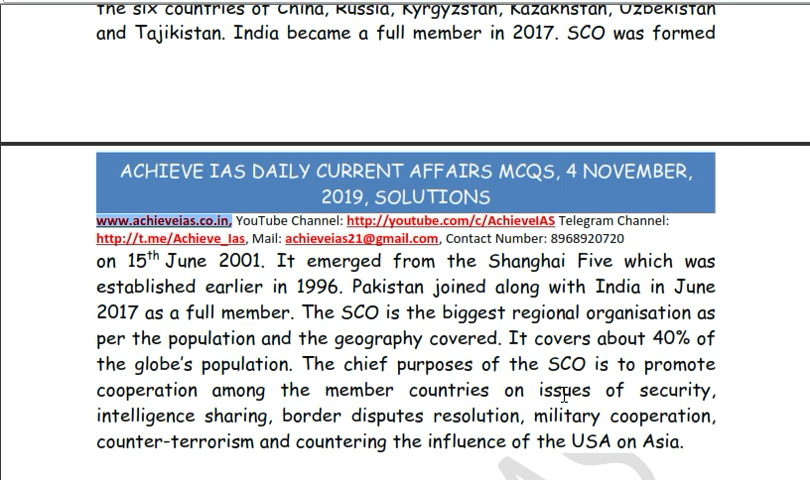 the six countries of China, Russia, Kyrgyzstan, Kazakhstan, Uzbekistan
and Tajikistan. India became a full member in 2017. SCO was formed
ACHIEVE IAS DAILY CURRENT AFFAIRS MCQS, 4 NOVEMBER,
2019, SOLUTIONS
www.achieveias.co.in, YouTube Channel: http://youtube.com/c/AchieveIAS Telegram Channel:
http://t.me/Achieve_Ias, Mail: achieveias21@gmail.com, Contact Number: 8968920720
on 15th June 2001. It emerged from the Shanghai Five which was
established earlier in 1996. Pakistan joined along with India in June
2017 as a full member. The SCO is the biggest regional organisation as
per the population and the geography covered. It covers about 40% of
the globe's population. The chief purposes of the SCO is to promote
cooperation among the member countries on issues of security,
intelligence sharing, border disputes resolution, military cooperation,
counter-terrorism and countering the influence of the USA on Asia.